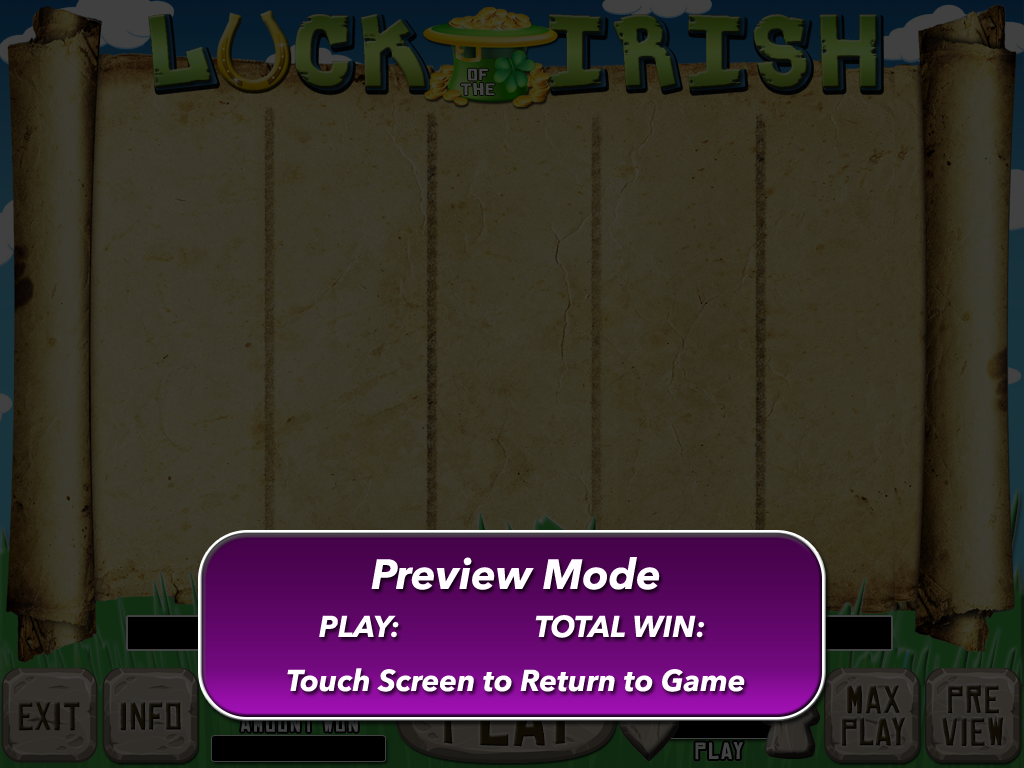 LUCK OF THE IRISH
Preview Mode
PLAY: TOTAL WIN:
Touch Screen to Return to Game
EXIT
INFO
AMOUNT WON
PLAY
PLAY
MAX PLAY
PRE VIEW